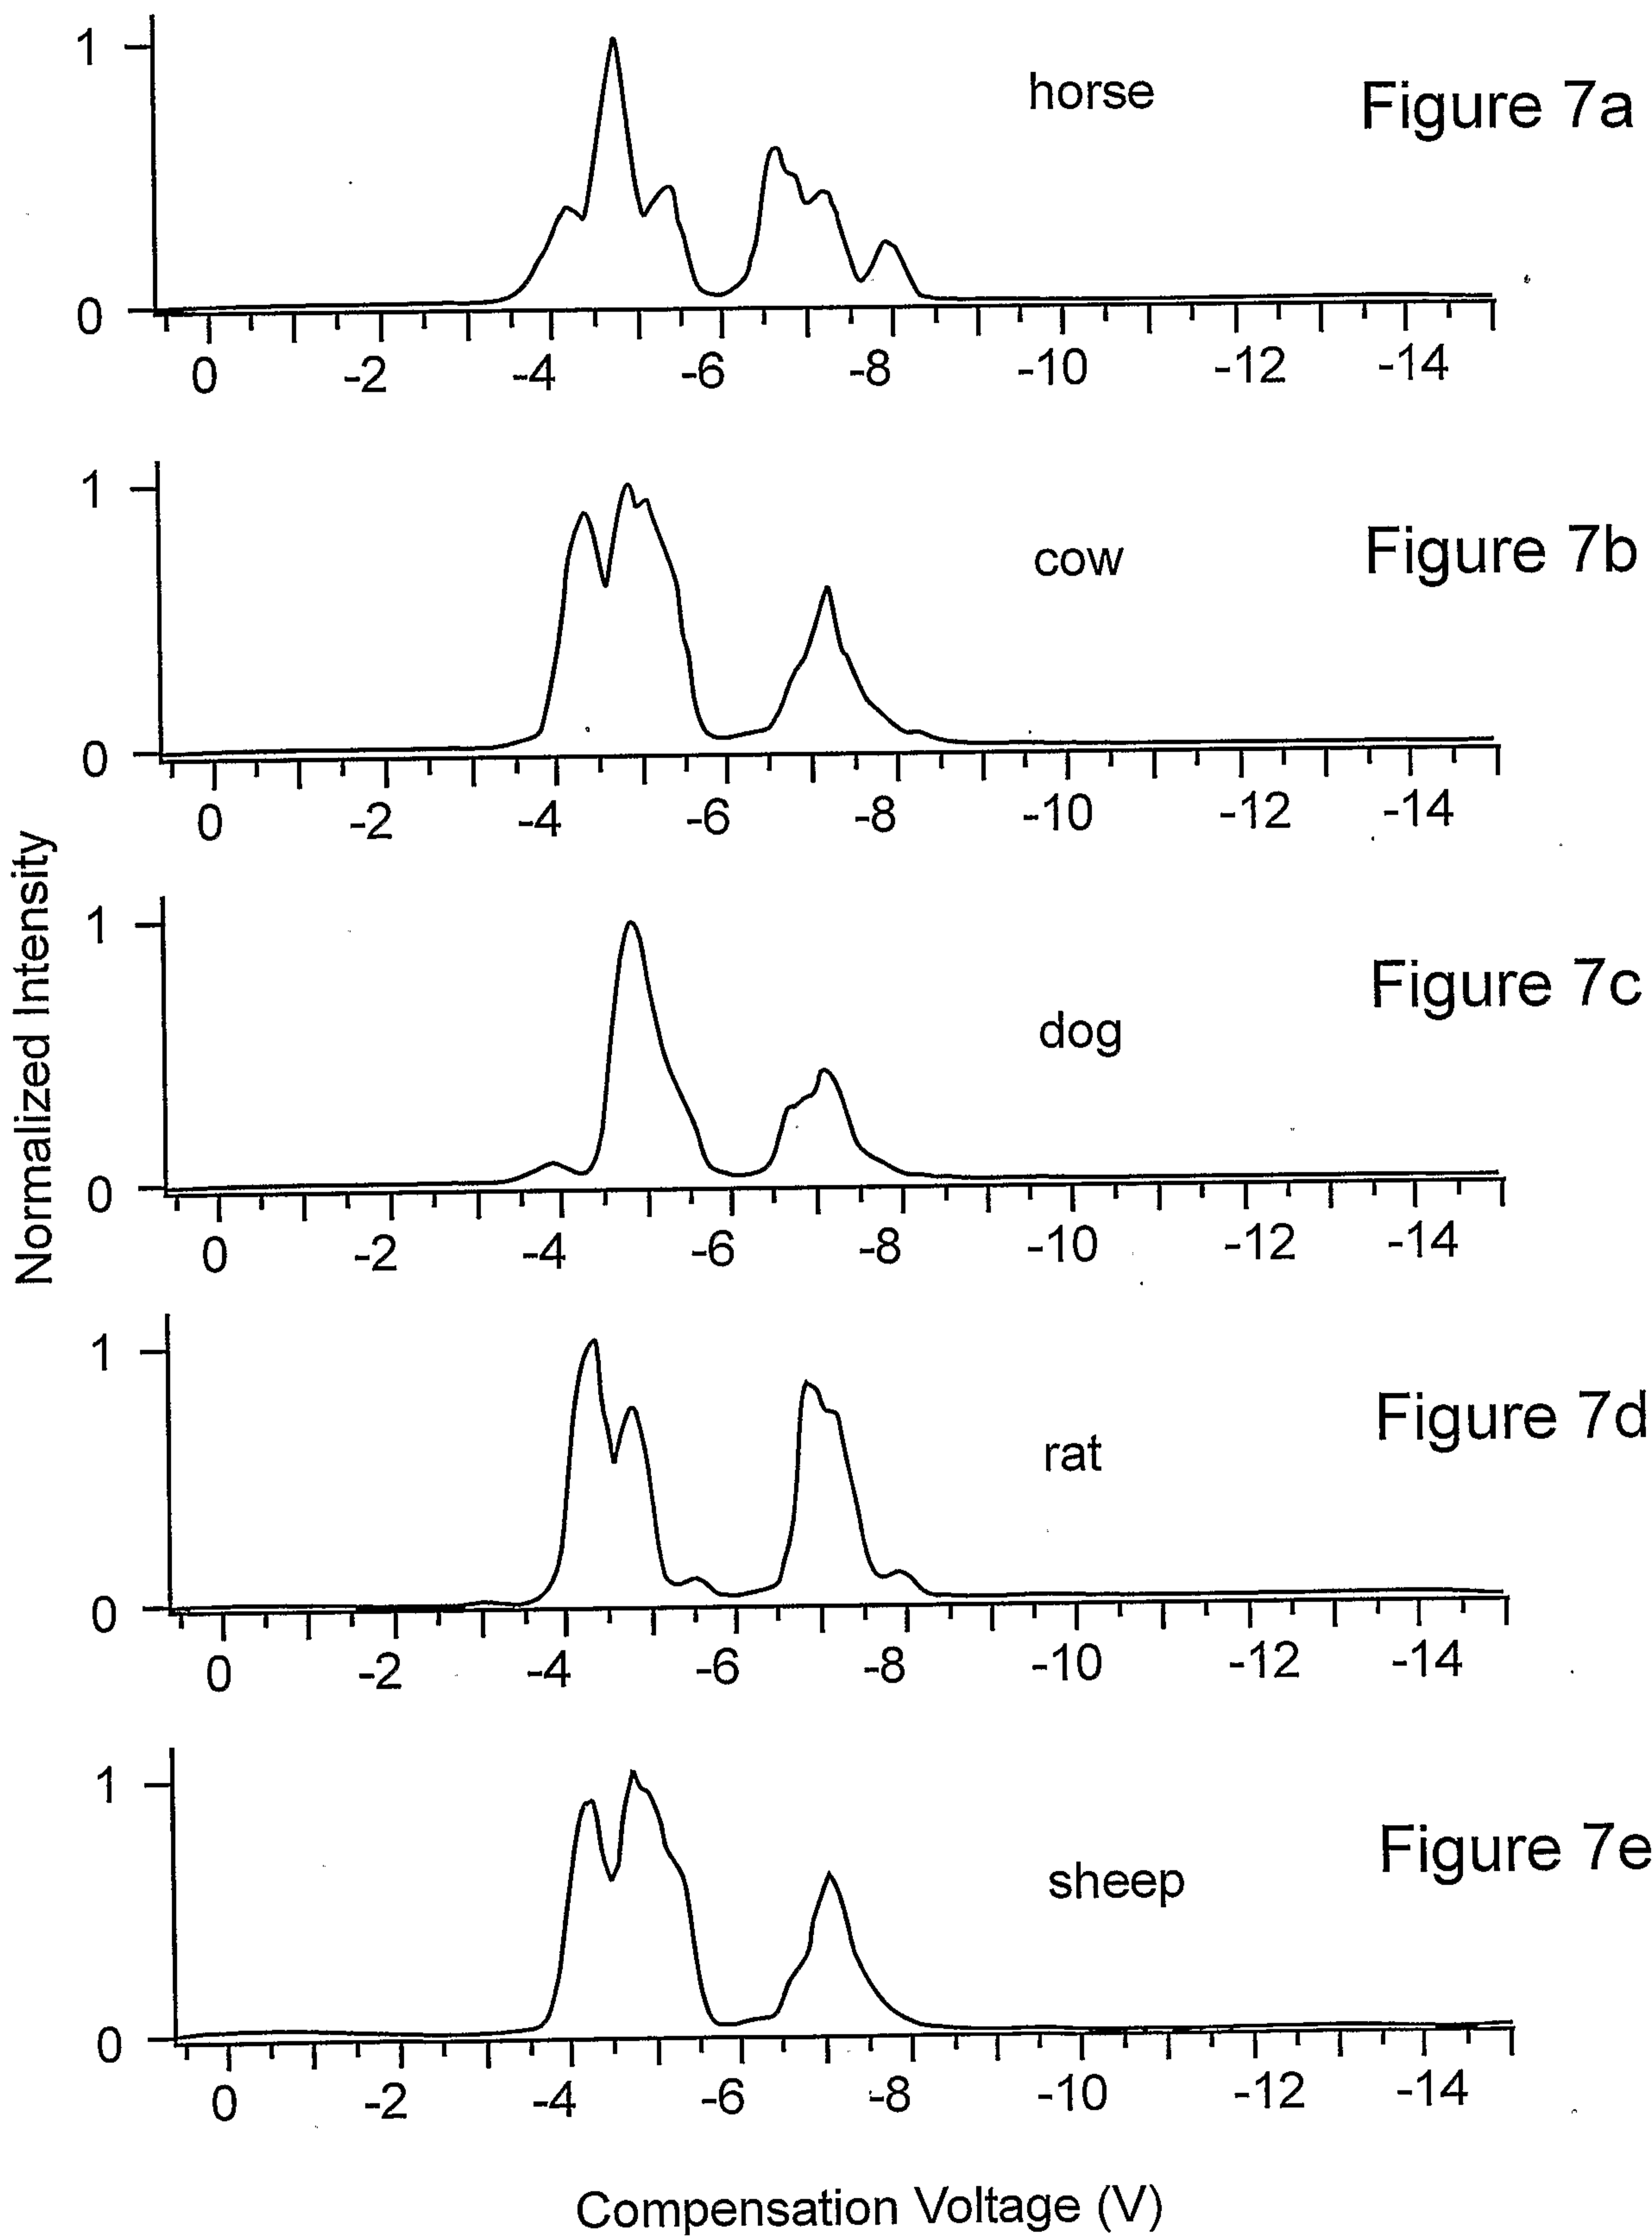 1
horse
Figure 7a
0
0 -2 -4 -6 -8 -10 -12 -14
1
cow
Figure 7b
0
0 -2 -4 -6 -8 -10 -12 -14
Normalized Intensity
1
Figure 7c
dog
0
0 -2 -4 -6 -8 -10 -12 -14
1
Figure 7d
rat
0
0 -2 -4 -6 -8 -10 -12 -14
1
Figure 7e
sheep
0
0 -2 -4 -6 -8 -10 -12 -14
Compensation Voltage (V)